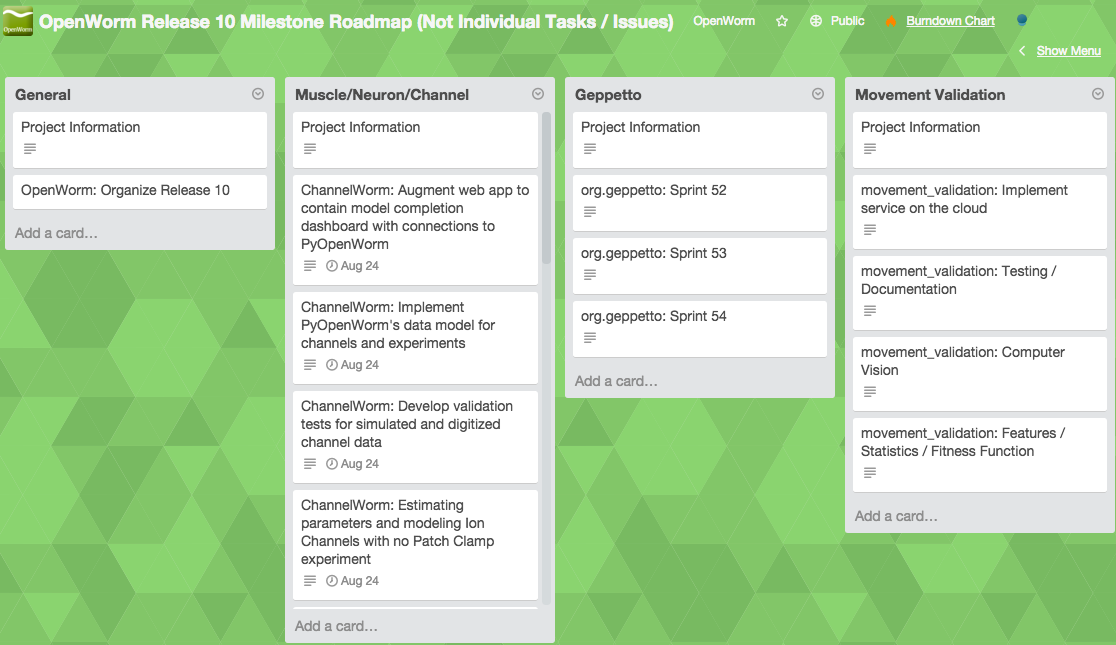 OpenWorm
OpenWorm Release 10 Milestone Roadmap (Not Individual Tasks / Issues)
OpenWorm
Public
Burndown Chart
Show Menu
General
Project Information
OpenWorm: Organize Release 10
Add a card…
Muscle/Neuron/Channel
Project Information
ChannelWorm: Augment web app to
contain model completion
dashboard with connections to
PyOpenWorm
Aug 24
ChannelWorm: Implement
PyOpenWorm's data model for
channels and experiments
Aug 24
ChannelWorm: Develop validation
tests for simulated and digitized
channel data
Aug 24
ChannelWorm: Estimating
parameters and modeling Ion
Channels with no Patch Clamp
experiment
Aug 24
Add a card…
Geppetto
Project Information
org.geppetto: Sprint 52
org.geppetto: Sprint 53
org.geppetto: Sprint 54
Add a card…
Movement Validation
Project Information
movement_validation: Implement
service on the cloud
movement_validation: Testing /
Documentation
movement_validation: Computer
Vision
movement_validation: Features /
Statistics / Fitness Function
Add a card…